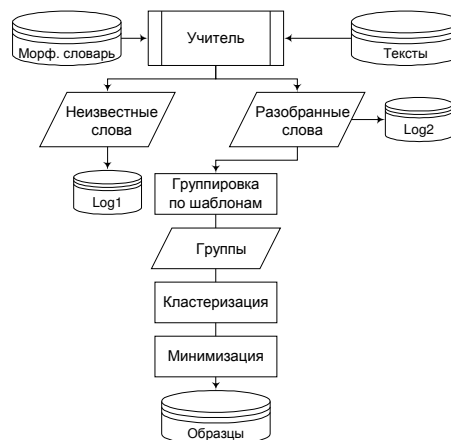 Морф. словарь
Учитель
Тексты
Неизвестные
слова
Разобранные
слова
Log2
Log1
Группировка
по шаблонам
Группы
Кластеризация
Минимизация
Образцы